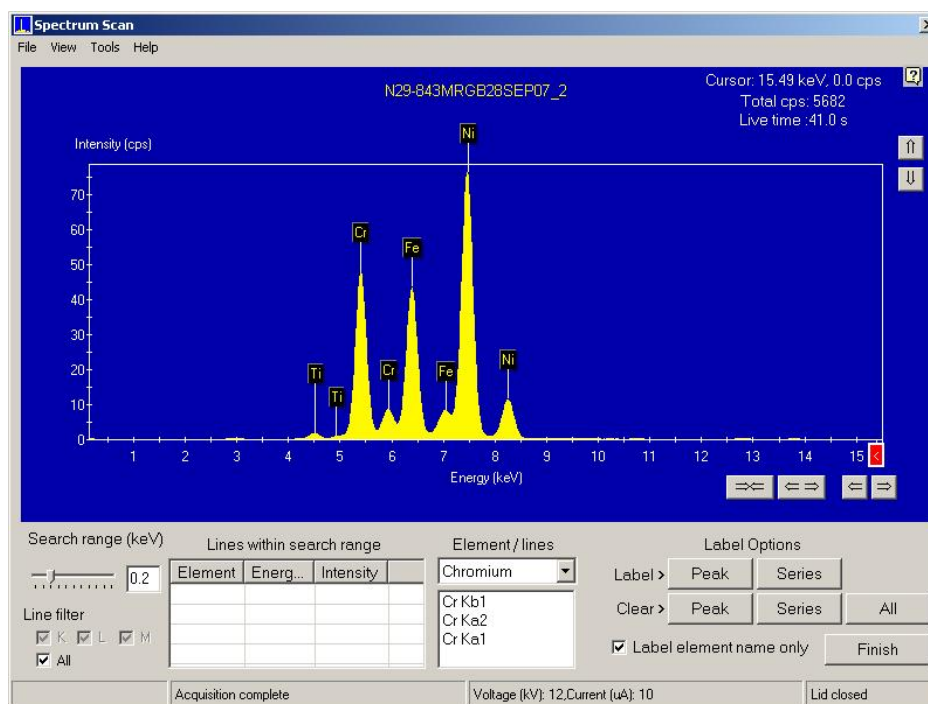 Spectrum Scan
File View Tools Help
N29-843MRGB28SEP07_2
Cursor: 15.49 keV, 0.0 cps
Total cps: 5682
Live time :41.0 s
Intensity (cps)
Ni
70
60
Cr
Fe
50
40
30
20
Ti
Cr
Fe
Ni
10
Ti
0
1 2 3 4 5 6 7 8 9 10 11 12 13 14 15
Energy (keV)
Search range (keV)
0.2
Line filter
K L M
All
Lines within search range
Element Energ... Intensity
Element / lines
Chromium
Cr Kb1
Cr Ka2
Cr Ka1
Label Options
Label > Peak Series
Clear > Peak Series All
Label element name only
Finish
Acquisition complete
Voltage (kV): 12,Current (uA): 10
Lid closed